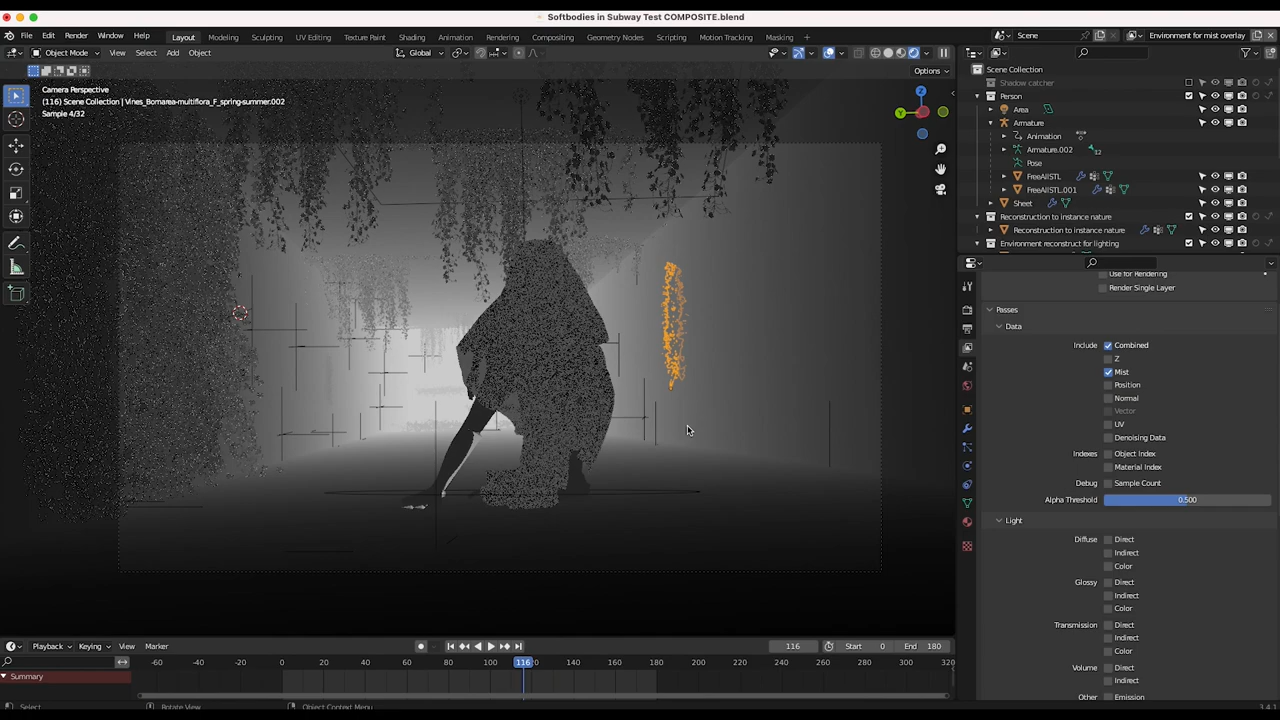 Softbodies in Subway Test COMPOSITE.blend
File Edit Render Window Help Layout Modeling Sculpting UV Editing Texture Paint Shading Animation Rendering Compositing Geometry Nodes Scripting Motion Tracking Masking Scene Environment for mist overlay
Object Mode View Select Add Object Global
Options
Camera Perspective
(116) Scene Collection | Vines_Bomarea-multiflora_F_spring-summer.002
Sample 4/32
Z
Y
Scene Collection
Shadow catcher
Person
Area
Armature
Animation
Armature.002 12
Pose
FreeAllSTL
FreeAllSTL.001
Sheet
Reconstruction to instance nature
Reconstruction to instance nature
Environment reconstruct for lighting
Use for Rendering
Render Single Layer
Passes
Data
Include Combined
Z
Mist
Position
Normal
Vector
UV
Denoising Data
Indexes Object Index
Material Index
Debug Sample Count
Alpha Threshold 0.500
Light
Diffuse Direct
Indirect
Color
Glossy Direct
Indirect
Color
Transmission Direct
Indirect
Color
Volume Direct
Indirect
Other Emission
Playback Keying View Marker 116 Start 0 End 180
-60 -40 -20 0 20 40 60 80 100 116 120 140 160 180 200 220 240 260 280 300 320
Summary
Select Rotate View Object Context Menu 3.4.1